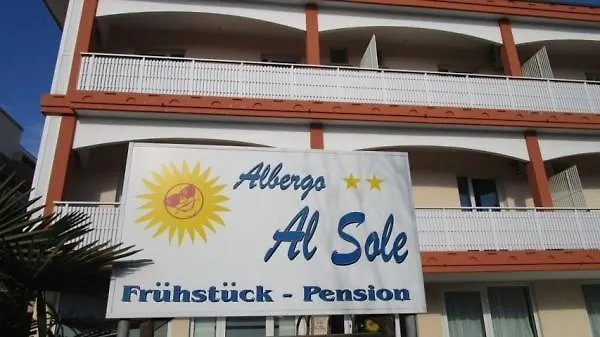 Albergo
Al Sole
Frühstück - Pension